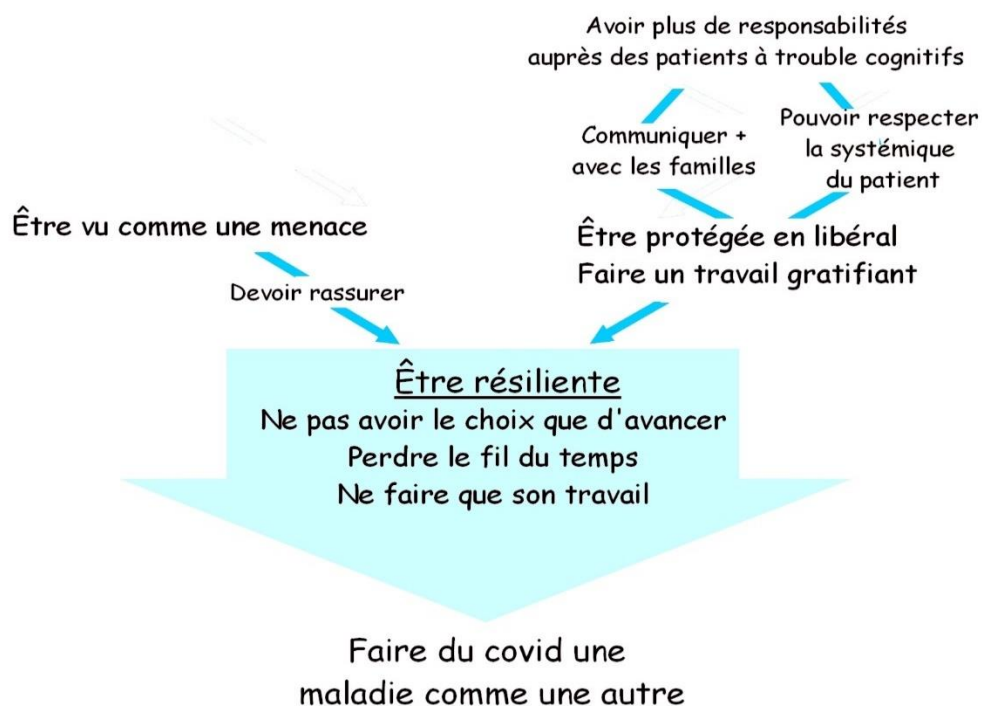 Avoir plus de responsabilités
auprès des patients à trouble cognitifs
Communiquer +
avec les familles
Pouvoir respecter
la systémique
du patient
Être vu comme une menace
Être protégée en libéral
Faire un travail gratifiant
Devoir rassurer
Être résiliente
Ne pas avoir le choix que d'avancer
Perdre le fil du temps
Ne faire que son travail
Faire du covid une
maladie comme une autre